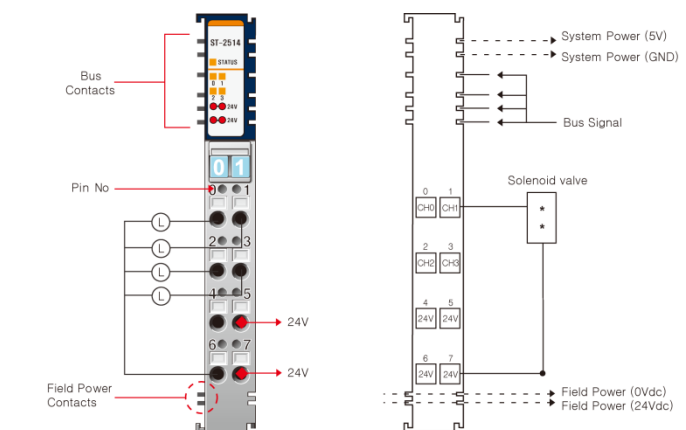 ST-2514
STATUS
0 1
2 3
24V
24V
Bus
Contacts
01
Pin No
0 1
L
2 3
L
L
L
4 5
24V
6 7
24V
Field Power
Contacts
System Power (5V)
System Power (GND)
Bus Signal
Solenoid valve
0 1
CH0 CH1
*
*
2 3
CH2 CH3
4 5
24V 24V
6 7
24V 24V
Field Power (0Vdc)
Field Power (24Vdc)